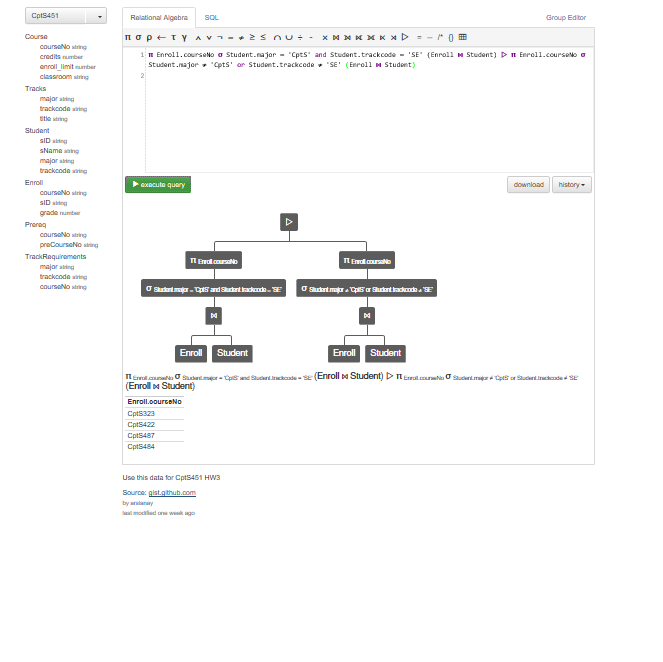 CptS451
Relational Algebra
SQL
Group Editor
π σ ρ ← τ γ ∧ ∨ ¬ = ≠ ≥ ≤ ∩ ∪ ÷ - × ⋈ ⟕ ⟖ ⟗ ⋉ ⋊ ▷ = -- /* {}
Course
courseNo string
credits number
enroll_limit number
classroom string
Tracks
major string
trackcode string
title string
Student
sID string
sName string
major string
trackcode string
Enroll
courseNo string
sID string
grade number
Prereq
courseNo string
preCourseNo string
TrackRequirements
major string
trackcode string
courseNo string
1 π Enroll.courseNo σ Student.major = 'CptS' and Student.trackcode = 'SE' (Enroll ⋈ Student) ▷ π Enroll.courseNo σ
Student.major ≠ 'CptS' or Student.trackcode ≠ 'SE' (Enroll ⋈ Student)
2
▶ execute query
download
history
▷
π Enroll.courseNo
π Enroll.courseNo
σ Student.major = 'CptS' and Student.trackcode = 'SE'
σ Student.major ≠ 'CptS' or Student.trackcode ≠ 'SE'
⋈
⋈
Enroll
Student
Enroll
Student
π Enroll.courseNo σ Student.major = 'CptS' and Student.trackcode = 'SE' (Enroll ⋈ Student) ▷ π Enroll.courseNo σ Student.major ≠ 'CptS' or Student.trackcode ≠ 'SE'
(Enroll ⋈ Student)
Enroll.courseNo
CptS323
CptS422
CptS487
CptS484
Use this data for CptS451 HW3
Source: gist.github.com
by arslanay
last modified one week ago